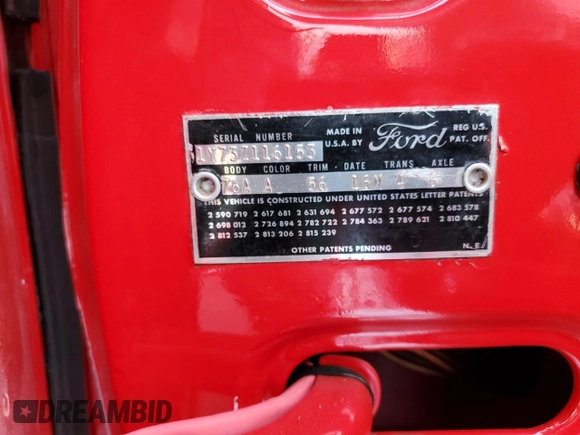 SERIAL NUMBER
MADE IN U.S.A. BY
Ford
REG U.S. PAT. OFF.
1Y73Z116153
BODY COLOR TRIM DATE TRANS AXLE
76A A 56 16M 4
THIS VEHICLE IS CONSTRUCTED UNDER UNITED STATES LETTER PATENTS
2 590 719 2 617 681 2 631 694 2 677 572 2 677 574 2 683 578
2 698 012 2 726 894 2 782 722 2 784 363 2 789 621 2 810 447
2 812 537 2 813 206 2 815 239
OTHER PATENTS PENDING
DREAMBID